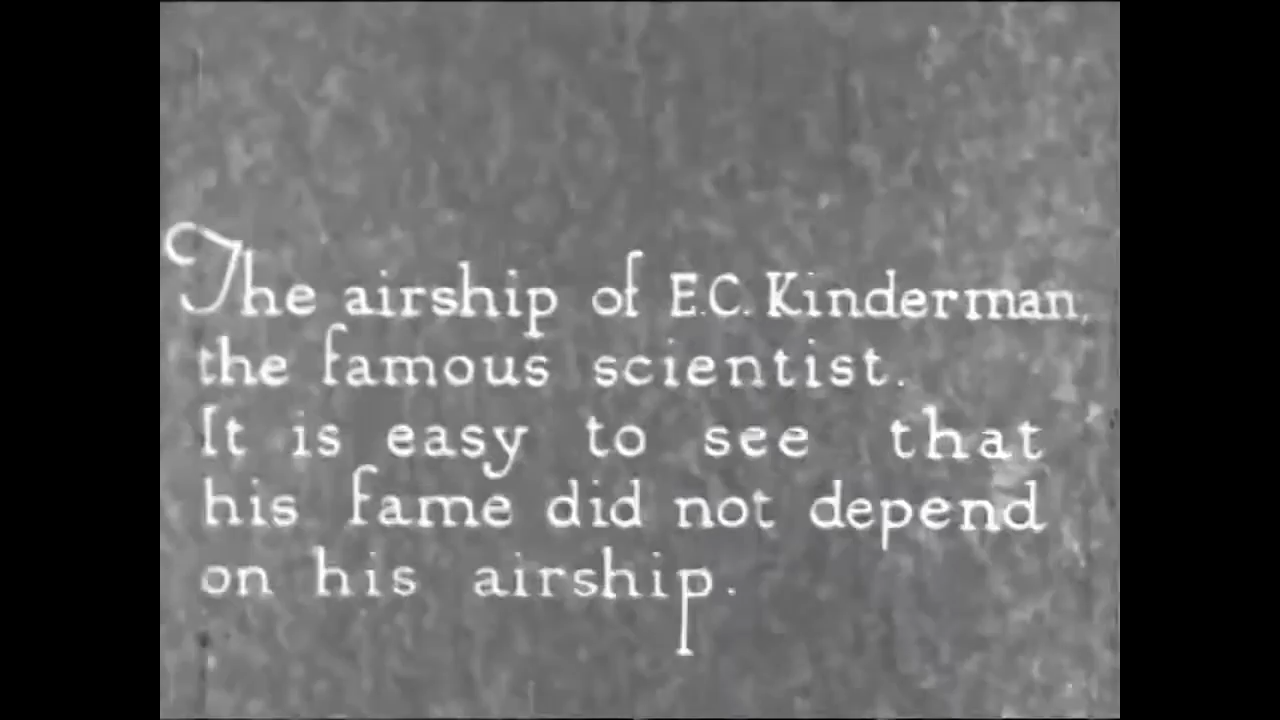 The airship of E.C. Kinderman,
the famous scientist.
It is easy to see that
his fame did not depend
on his airship.